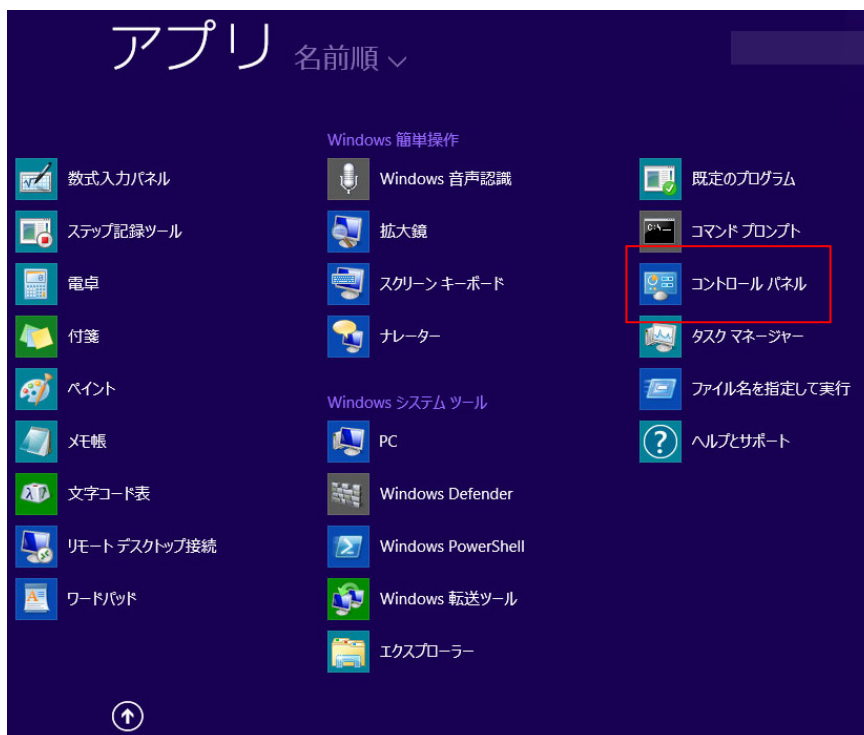 アプリ 名前順
数式入力パネル
ステップ記録ツール
電卓
付箋
ペイント
メモ帳
文字コード表
リモート デスクトップ接続
ワードパッド
Windows 簡単操作
Windows 音声認識
拡大鏡
スクリーン キーボード
ナレーター
Windows システム ツール
PC
Windows Defender
Windows PowerShell
Windows 転送ツール
エクスプローラー
既定のプログラム
コマンド プロンプト
コントロール パネル
タスク マネージャー
ファイル名を指定して実行
ヘルプとサポート